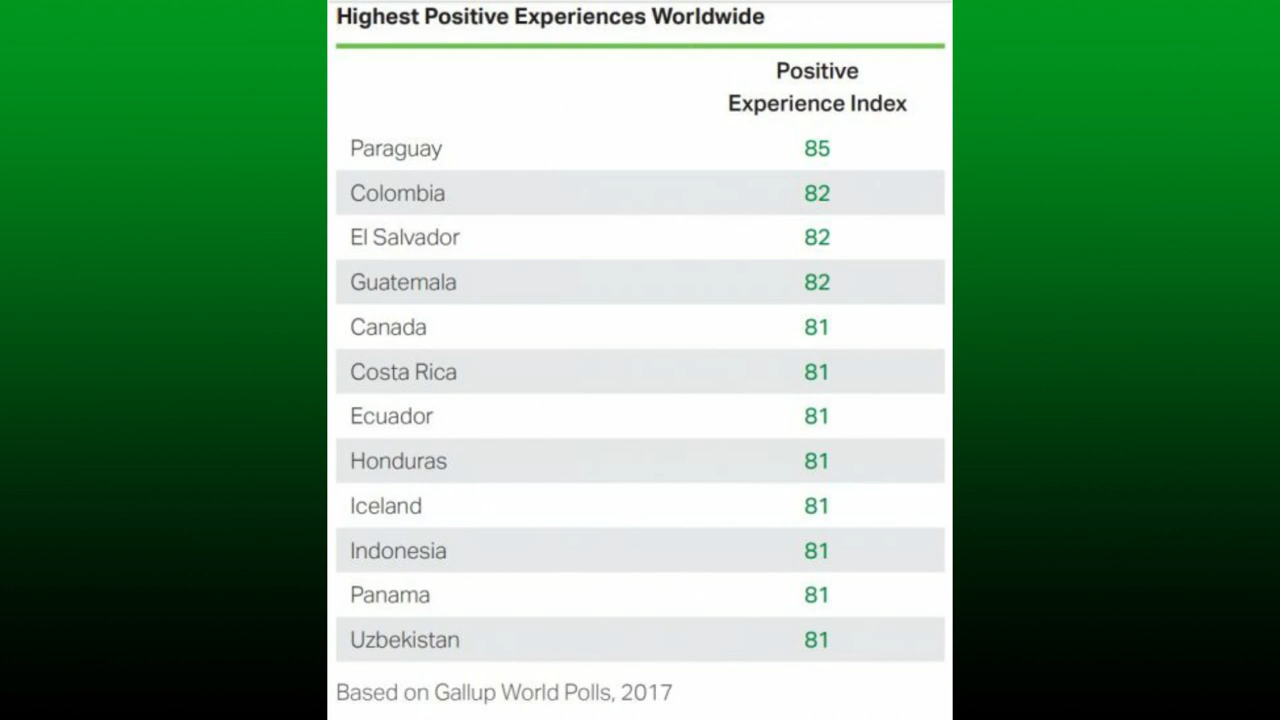 Highest Positive Experiences Worldwide
Positive
Experience Index
Paraguay 85
Colombia 82
El Salvador 82
Guatemala 82
Canada 81
Costa Rica 81
Ecuador 81
Honduras 81
Iceland 81
Indonesia 81
Panama 81
Uzbekistan 81
Based on Gallup World Polls, 2017